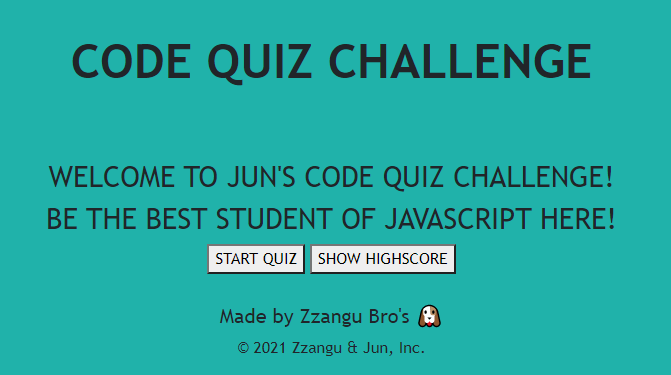 CODE QUIZ CHALLENGE
WELCOME TO JUN'S CODE QUIZ CHALLENGE!
BE THE BEST STUDENT OF JAVASCRIPT HERE!
START QUIZ SHOW HIGHSCORE
Made by Zzangu Bro's
© 2021 Zzangu & Jun, Inc.